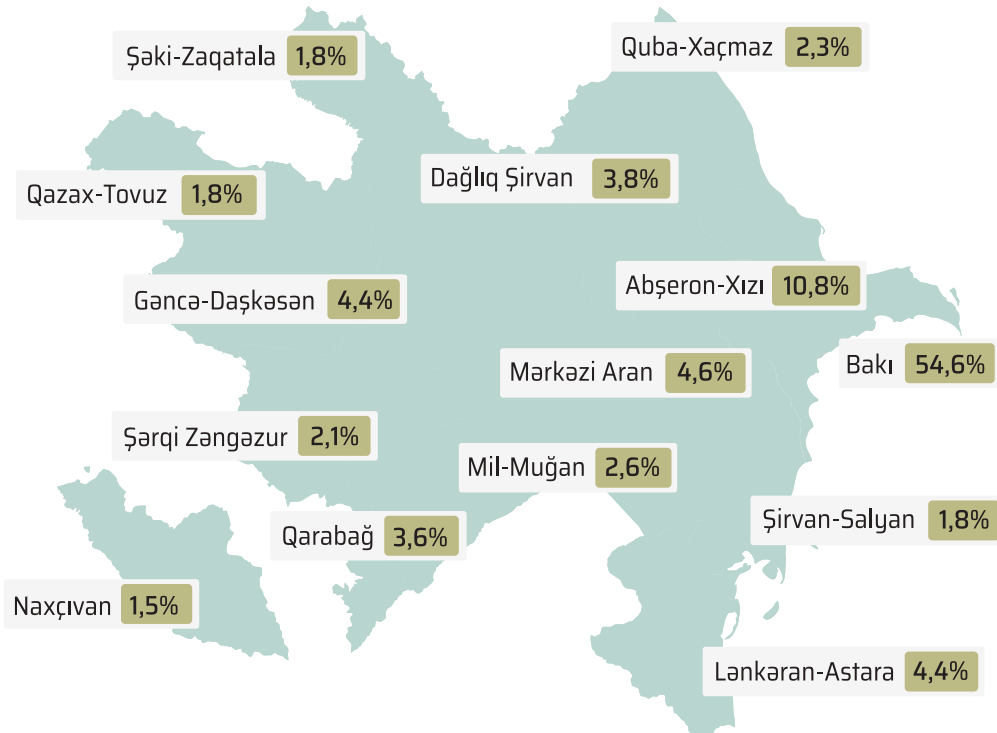 Şəki-Zaqatala 1,8%
Quba-Xaçmaz 2,3%
Dağlıq Şirvan 3,8%
Qazax-Tovuz 1,8%
Abşeron-Xızı 10,8%
Gəncə-Daşkəsən 4,4%
Bakı 54,6%
Mərkəzi Aran 4,6%
Şərqi Zəngəzur 2,1%
Mil-Muğan 2,6%
Şirvan-Salyan 1,8%
Qarabağ 3,6%
Naxçıvan 1,5%
Lənkəran-Astara 4,4%